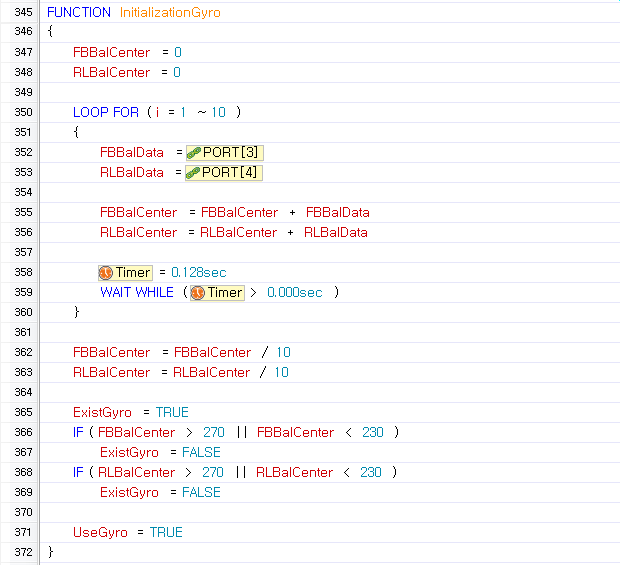 345 FUNCTION InitializationGyro
346 {
347 FBBalCenter = 0
348 RLBalCenter = 0
349
350 LOOP FOR ( i = 1 ~ 10 )
351 {
352 FBBalData = PORT[3]
353 RLBalData = PORT[4]
354
355 FBBalCenter = FBBalCenter + FBBalData
356 RLBalCenter = RLBalCenter + RLBalData
357
358 Timer = 0.128sec
359 WAIT WHILE ( Timer > 0.000sec )
360 }
361
362 FBBalCenter = FBBalCenter / 10
363 RLBalCenter = RLBalCenter / 10
364
365 ExistGyro = TRUE
366 IF ( FBBalCenter > 270 || FBBalCenter < 230 )
367 ExistGyro = FALSE
368 IF ( RLBalCenter > 270 || RLBalCenter < 230 )
369 ExistGyro = FALSE
370
371 UseGyro = TRUE
372 }